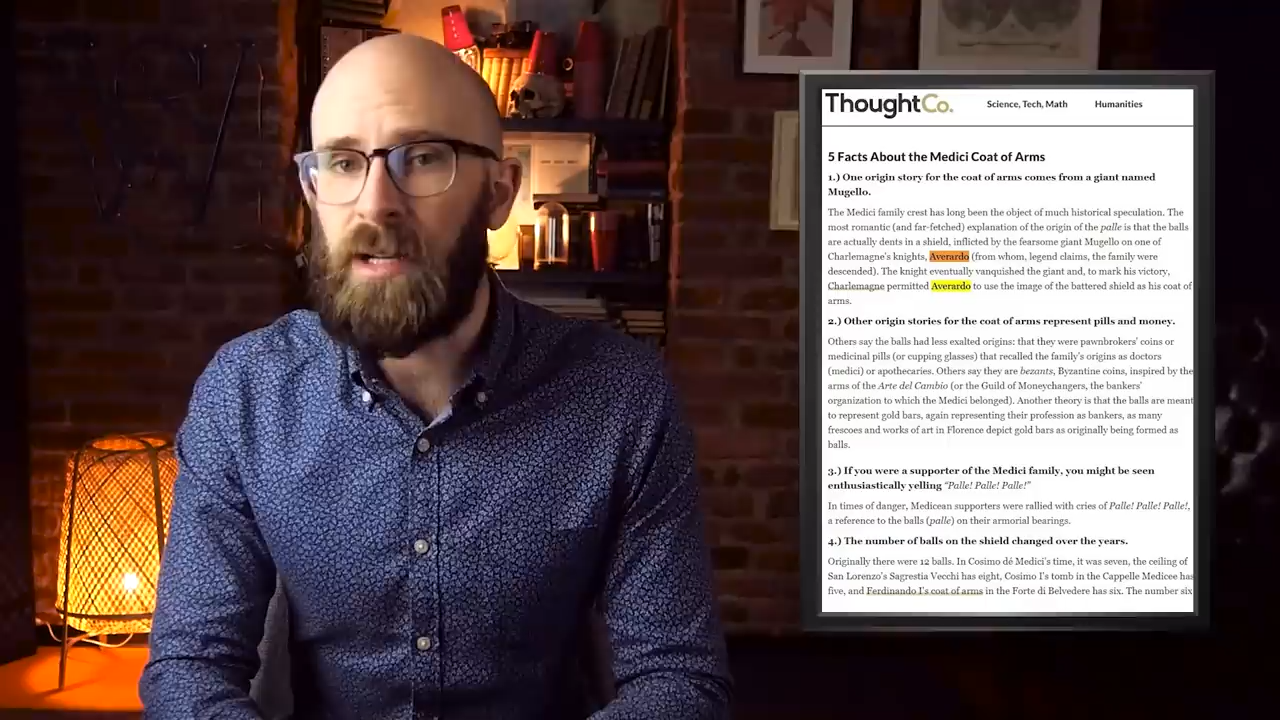 ThoughtCo.
Science, Tech, Math
Humanities
5 Facts About the Medici Coat of Arms
1.) One origin story for the coat of arms comes from a giant named
Mugello.
The Medici family crest has long been the object of much historical speculation. The
most romantic (and far-fetched) explanation of the origin of the palle is that the balls
are actually dents in a shield, inflicted by the fearsome giant Mugello on one of
Charlemagne's knights, Averardo (from whom, legend claims, the family were
descended). The knight eventually vanquished the giant and, to mark his victory,
Charlemagne permitted Averardo to use the image of the battered shield as his coat of
arms.
2.) Other origin stories for the coat of arms represent pills and money.
Others say the balls had less exalted origins: that they were pawnbrokers' coins or
medicinal pills (or cupping glasses) that recalled the family's origins as doctors
(medici) or apothecaries. Others say they are bezants, Byzantine coins, inspired by the
arms of the Arte del Cambio (or the Guild of Moneychangers, the bankers'
organization to which the Medici belonged). Another theory is that the balls are meant
to represent gold bars, again representing their profession as bankers, as many
frescoes and works of art in Florence depict gold bars as originally being formed as
balls.
3.) If you were a supporter of the Medici family, you might be seen
enthusiastically yelling “Palle! Palle! Palle!”
In times of danger, Medicean supporters were rallied with cries of Palle! Palle! Palle!,
a reference to the balls (palle) on their armorial bearings.
4.) The number of balls on the shield changed over the years.
Originally there were 12 balls. In Cosimo dé Medici's time, it was seven, the ceiling of
San Lorenzo's Sagrestia Vecchi has eight, Cosimo I's tomb in the Cappelle Medicee has
five, and Ferdinando I's coat of arms in the Forte di Belvedere has six. The number six